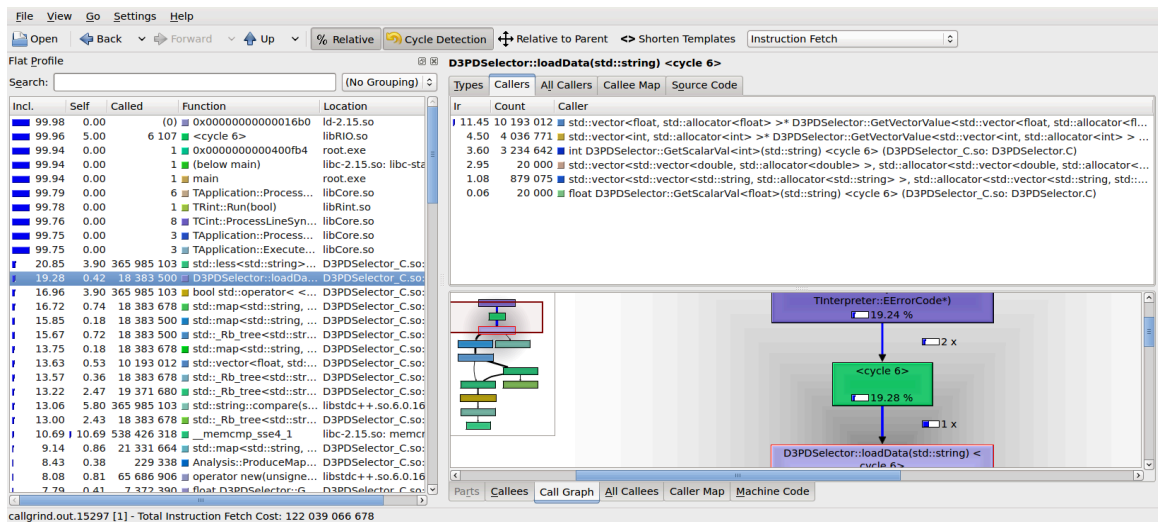 File View Go Settings Help
Open Back Forward Up % Relative Cycle Detection Relative to Parent <> Shorten Templates Instruction Fetch
Flat Profile
Search: (No Grouping)
Incl. Self Called Function Location
99.98 0.00 (0) 0x00000000000016b0 ld-2.15.so
99.96 5.00 6 107 <cycle 6> libRIO.so
99.94 0.00 1 0x0000000000400fb4 root.exe
99.94 0.00 1 (below main) libc-2.15.so: libc-sta
99.94 0.00 1 main root.exe
99.79 0.00 6 TApplication::Process... libCore.so
99.78 0.00 1 TRint::Run(bool) libRint.so
99.76 0.00 8 TCint::ProcessLineSyn... libCore.so
99.75 0.00 3 TApplication::Process... libCore.so
99.75 0.00 3 TApplication::Execute... libCore.so
20.85 3.90 365 985 103 std::less<std::string>... D3PDSelector_C.so:
19.28 0.42 18 383 500 D3PDSelector::loadDa... D3PDSelector_C.so:
16.96 3.90 365 985 103 bool std::operator< <... D3PDSelector_C.so:
16.72 0.74 18 383 678 std::map<std::string, ... D3PDSelector_C.so:
15.85 0.18 18 383 500 std::map<std::string, ... D3PDSelector_C.so:
15.67 0.72 18 383 500 std::_Rb_tree<std::str... D3PDSelector_C.so:
13.75 0.18 18 383 678 std::map<std::string, ... D3PDSelector_C.so:
13.63 0.53 10 193 012 std::vector<float, std:... D3PDSelector_C.so:
13.57 0.36 18 383 678 std::_Rb_tree<std::str... D3PDSelector_C.so:
13.22 2.47 19 371 680 std::_Rb_tree<std::str... D3PDSelector_C.so:
13.06 5.80 365 985 103 std::string::compare(s... libstdc++.so.6.0.16
13.00 2.43 18 383 678 std::_Rb_tree<std::str... D3PDSelector_C.so:
10.69 10.69 538 426 318 __memcmp_sse4_1 libc-2.15.so: memcr
9.14 0.86 21 331 664 std::map<std::string, ... D3PDSelector_C.so:
8.43 0.38 229 338 Analysis::ProduceMap... D3PDSelector_C.so:
8.08 0.81 65 686 906 operator new(unsigne... libstdc++.so.6.0.16
7.79 0.41 7 372 390 float D3PDSelector::G... D3PDSelector_C.so:
D3PDSelector::loadData(std::string) <cycle 6>
Types Callers All Callers Callee Map Source Code
Ir Count Caller
11.45 10 193 012 std::vector<float, std::allocator<float> >* D3PDSelector::GetVectorValue<std::vector<float, std::allocator<fl...
4.50 4 036 771 std::vector<int, std::allocator<int> >* D3PDSelector::GetVectorValue<std::vector<int, std::allocator<int> > ...
3.60 3 234 642 int D3PDSelector::GetScalarVal<int>(std::string) <cycle 6> (D3PDSelector_C.so: D3PDSelector.C)
2.95 20 000 std::vector<std::vector<double, std::allocator<double> >, std::allocator<std::vector<double, std::allocator<...
1.08 879 075 std::vector<std::vector<std::string, std::allocator<std::string> >, std::allocator<std::vector<std::string, std::...
0.06 20 000 float D3PDSelector::GetScalarVal<float>(std::string) <cycle 6> (D3PDSelector_C.so: D3PDSelector.C)
TInterpreter::EErrorCode*)
19.24 %
2 x
<cycle 6>
19.28 %
1 x
D3PDSelector::loadData(std::string) <
cycle 6>
Parts Callees Call Graph All Callees Caller Map Machine Code
callgrind.out.15297 [1] - Total Instruction Fetch Cost: 122 039 066 678